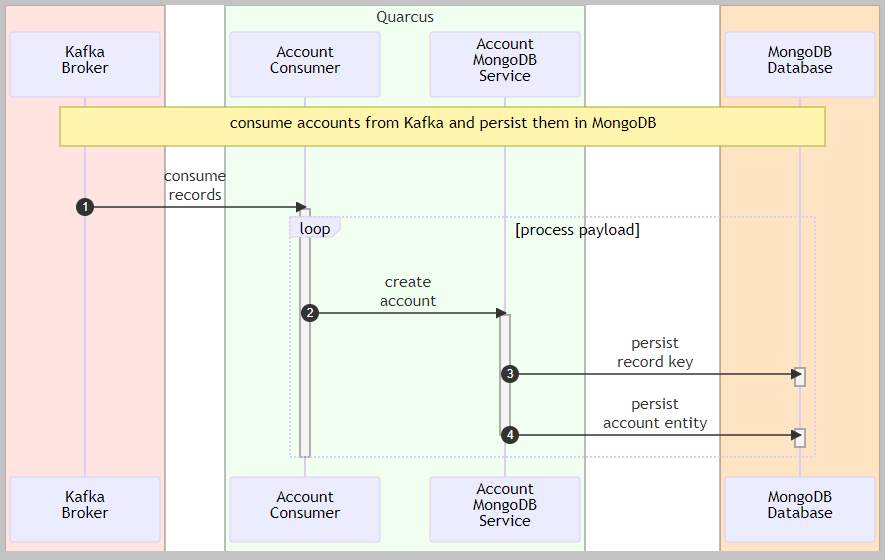 Quarcus
Kafka
Broker
Account
Consumer
Account
MongoDB
Service
MongoDB
Database
consume accounts from Kafka and persist them in MongoDB
consume
records
1
loop
[process payload]
create
account
2
persist
record key
3
persist
account entity
4
Kafka
Broker
Account
Consumer
Account
MongoDB
Service
MongoDB
Database